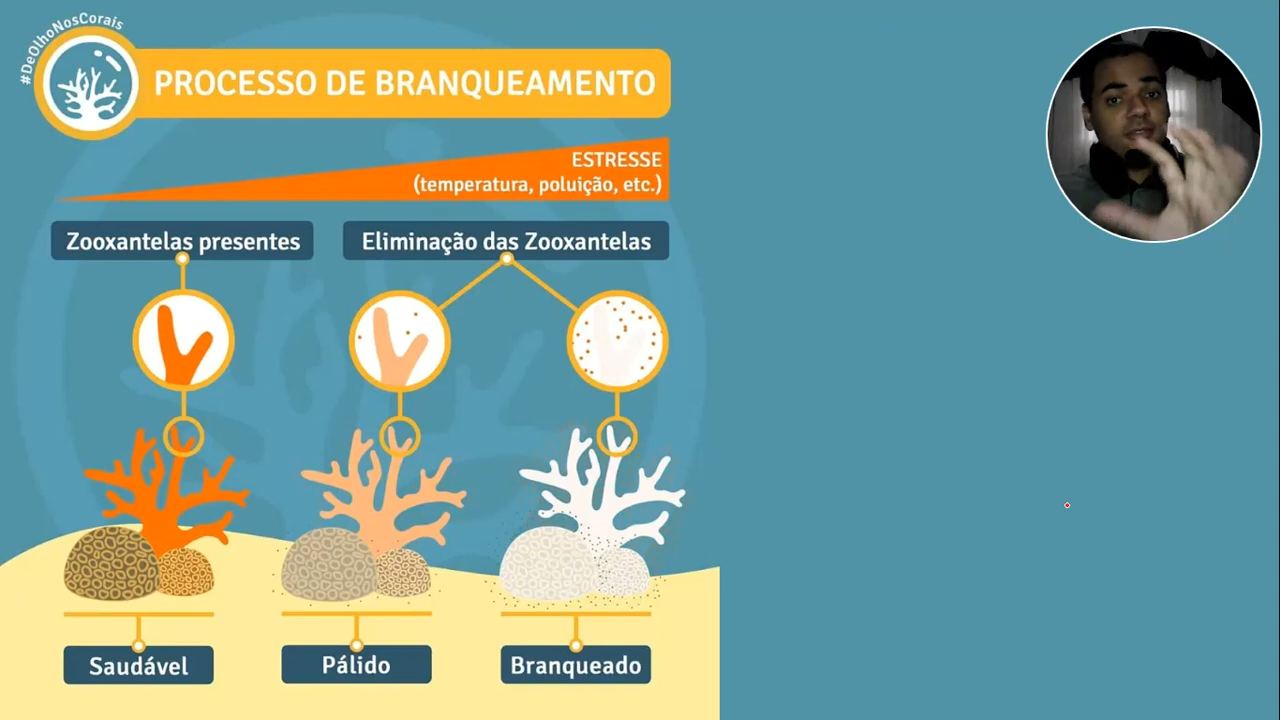 #DeOlhoNosCorais
PROCESSO DE BRANQUEAMENTO
ESTRESSE
(temperatura, poluição, etc.)
Zooxantelas presentes
Eliminação das Zooxantelas
Saudável
Pálido
Branqueado